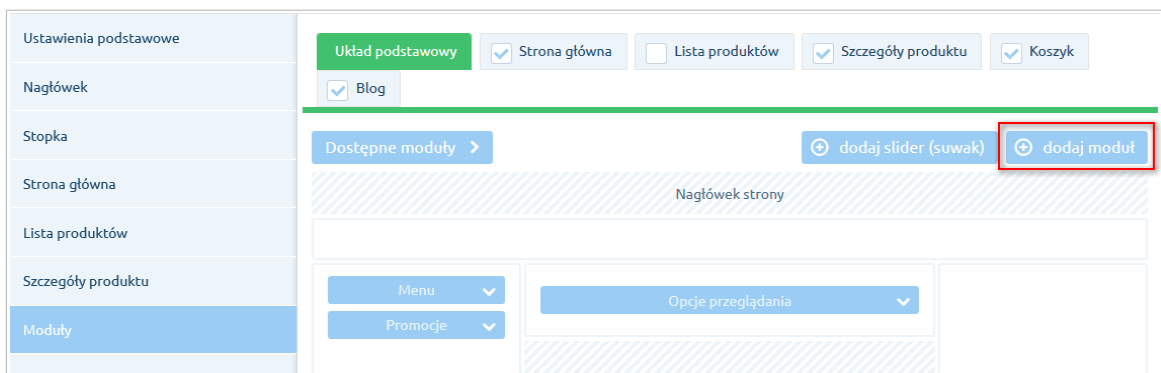 Ustawienia podstawowe
Nagłówek
Stopka
Strona główna
Lista produktów
Szczegóły produktu
Moduły
Układ podstawowy Strona główna Lista produktów Szczegóły produktu Koszyk
Blog
Dostępne moduły dodaj slider (suwak) dodaj moduł
Nagłówek strony
Menu Opcje przeglądania
Promocje